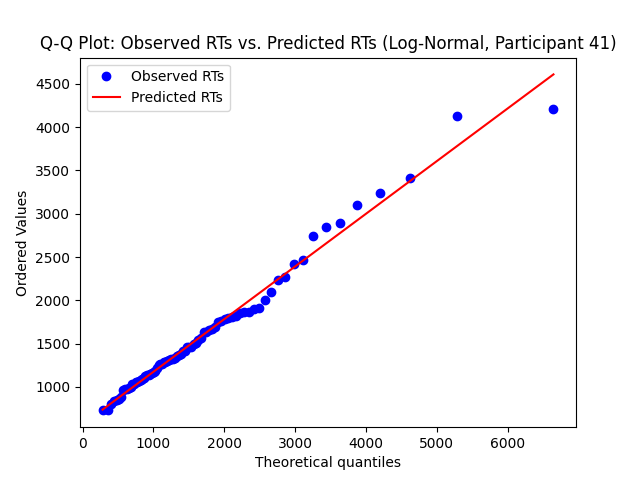 Q-Q Plot: Observed RTs vs. Predicted RTs (Log-Normal, Participant 41)
Observed RTs
Predicted RTs
Ordered Values
4500
4000
3500
3000
2500
2000
1500
1000
0 1000 2000 3000 4000 5000 6000
Theoretical quantiles